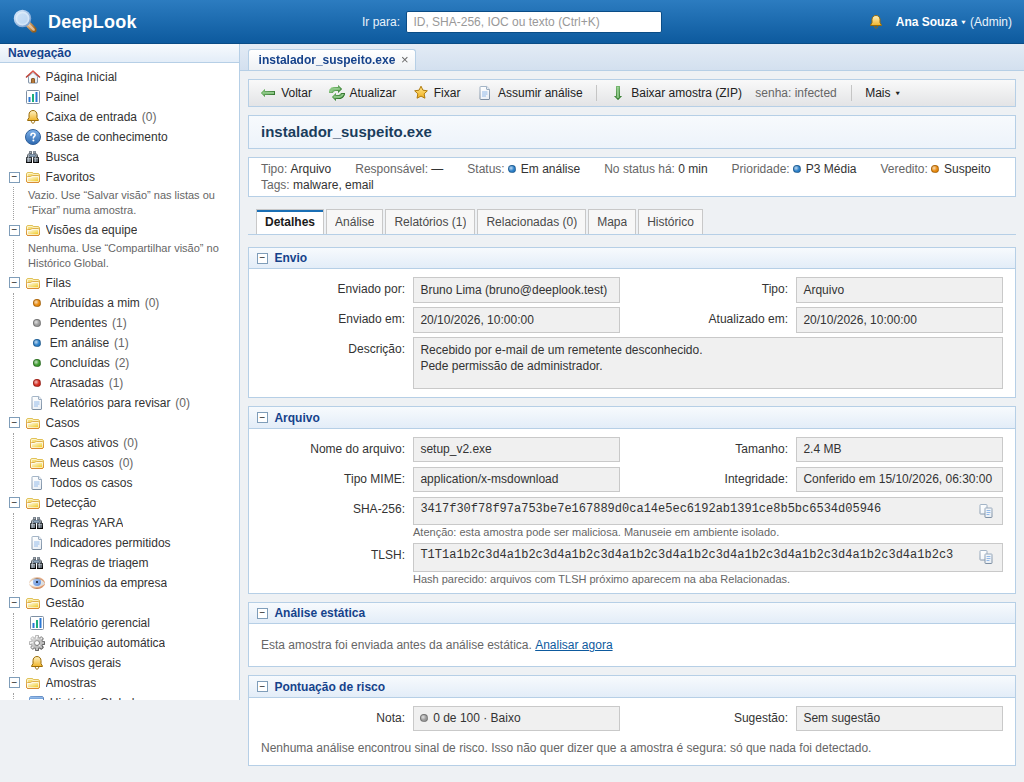 DeepLook
Ir para: ID, SHA-256, IOC ou texto (Ctrl+K)
Ana Souza (Admin)
Navegação
Página Inicial
Painel
Caixa de entrada (0)
Base de conhecimento
Busca
Favoritos
Vazio. Use “Salvar visão” nas listas ou
“Fixar” numa amostra.
Visões da equipe
Nenhuma. Use “Compartilhar visão” no
Histórico Global.
Filas
Atribuídas a mim (0)
Pendentes (1)
Em análise (1)
Concluídas (2)
Atrasadas (1)
Relatórios para revisar (0)
Casos
Casos ativos (0)
Meus casos (0)
Todos os casos
Detecção
Regras YARA
Indicadores permitidos
Regras de triagem
Domínios da empresa
Gestão
Relatório gerencial
Atribuição automática
Avisos gerais
Amostras
instalador_suspeito.exe ×
Voltar Atualizar Fixar Assumir análise Baixar amostra (ZIP) senha: infected Mais
instalador_suspeito.exe
Tipo: Arquivo Responsável: — Status: Em análise No status há: 0 min Prioridade: P3 Média Veredito: Suspeito
Tags: malware, email
Detalhes Análise Relatórios (1) Relacionadas (0) Mapa Histórico
Envio
Enviado por: Bruno Lima (bruno@deeplook.test) Tipo: Arquivo
Enviado em: 20/10/2026, 10:00:00 Atualizado em: 20/10/2026, 10:00:00
Descrição: Recebido por e-mail de um remetente desconhecido.
Pede permissão de administrador.
Arquivo
Nome do arquivo: setup_v2.exe Tamanho: 2.4 MB
Tipo MIME: application/x-msdownload Integridade: Conferido em 15/10/2026, 06:30:00
SHA-256: 3417f30f78f97a753be7e167889d0ca14e5ec6192ab1391ce8b5bc6534d05946
Atenção: esta amostra pode ser maliciosa. Manuseie em ambiente isolado.
TLSH: T1T1a1b2c3d4a1b2c3d4a1b2c3d4a1b2c3d4a1b2c3d4a1b2c3d4a1b2c3d4a1b2c3d4a1b2c3
Hash parecido: arquivos com TLSH próximo aparecem na aba Relacionadas.
Análise estática
Esta amostra foi enviada antes da análise estática. Analisar agora
Pontuação de risco
Nota: 0 de 100 · Baixo Sugestão: Sem sugestão
Nenhuma análise encontrou sinal de risco. Isso não quer dizer que a amostra é segura: só que nada foi detectado.